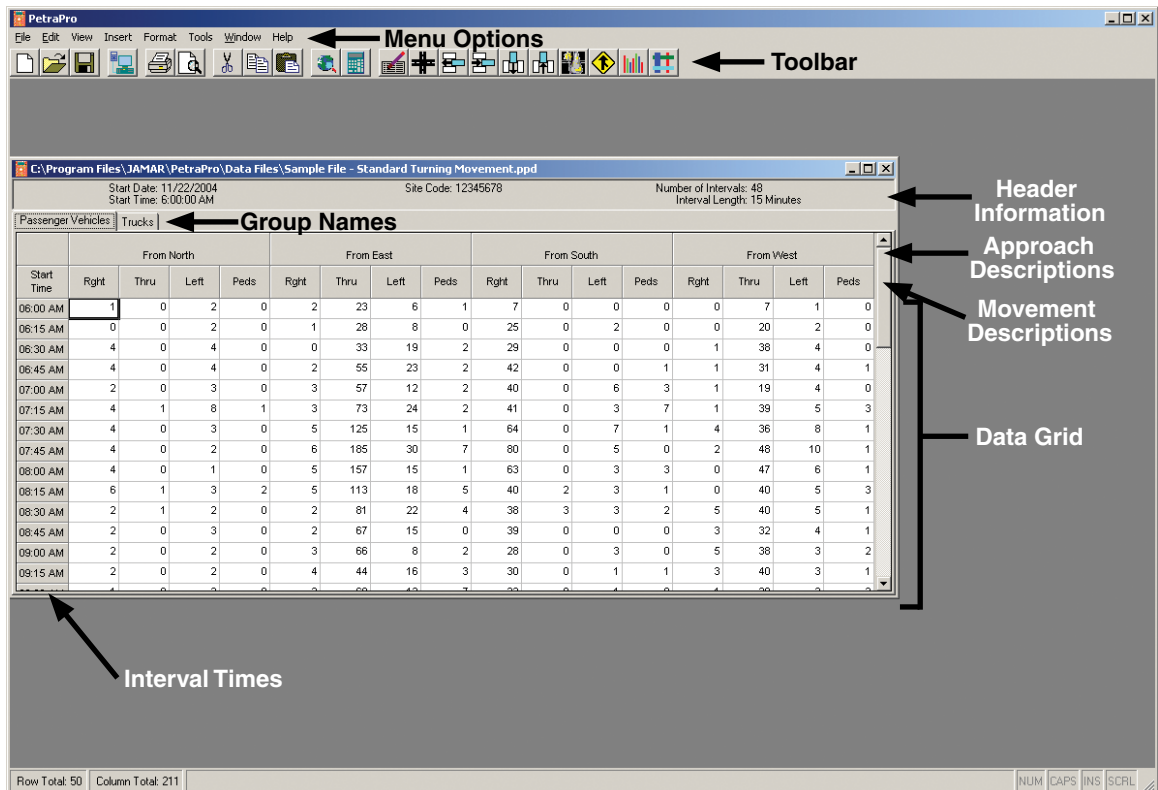 PetraPro
File Edit View Insert Format Tools Window Help
Menu Options
Toolbar
C:\Program Files\JAMAR\PetraPro\Data Files\Sample File - Standard Turning Movement.ppd
Start Date: 11/22/2004 Site Code: 12345678 Number of Intervals: 48
Start Time: 6:00:00 AM Interval Length: 15 Minutes
Header Information
Passenger Vehicles Trucks
Group Names
From North From East From South From West
Approach Descriptions
Start Time Rght Thru Left Peds Rght Thru Left Peds Rght Thru Left Peds Rght Thru Left Peds
Movement Descriptions
06:00 AM 1 0 2 0 2 23 6 1 7 0 0 0 0 7 1 0
06:15 AM 0 0 2 0 1 28 8 0 25 0 2 0 0 20 2 0
06:30 AM 4 0 4 0 0 33 19 2 29 0 0 0 1 38 4 0
06:45 AM 4 0 4 0 2 55 23 2 42 0 0 1 1 31 4 1
07:00 AM 2 0 3 0 3 57 12 2 40 0 6 3 1 19 4 0
07:15 AM 4 1 8 1 3 73 24 2 41 0 3 7 1 39 5 3
07:30 AM 4 0 3 0 5 125 15 1 64 0 7 1 4 36 8 1
07:45 AM 4 0 2 0 6 185 30 7 80 0 5 0 2 48 10 1
08:00 AM 4 0 1 0 5 157 15 1 63 0 3 3 0 47 6 1
08:15 AM 6 1 3 2 5 113 18 5 40 2 3 1 0 40 5 3
08:30 AM 2 1 2 0 2 81 22 4 38 3 3 2 5 40 5 1
08:45 AM 2 0 3 0 2 67 15 0 39 0 0 0 3 32 4 1
09:00 AM 2 0 2 0 3 66 8 2 28 0 3 0 5 38 3 2
09:15 AM 2 0 2 0 4 44 16 3 30 0 1 1 3 40 3 1
Data Grid
Interval Times
Row Total: 50 Column Total: 211 NUM CAPS INS SCRL